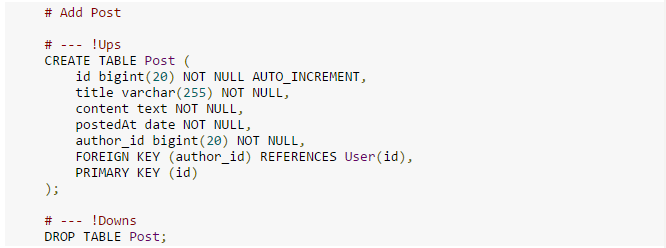 # Add Post
# --- !Ups
CREATE TABLE Post (
id bigint(20) NOT NULL AUTO_INCREMENT,
title varchar(255) NOT NULL,
content text NOT NULL,
postedAt date NOT NULL,
author_id bigint(20) NOT NULL,
FOREIGN KEY (author_id) REFERENCES User(id),
PRIMARY KEY (id)
);
# --- !Downs
DROP TABLE Post;